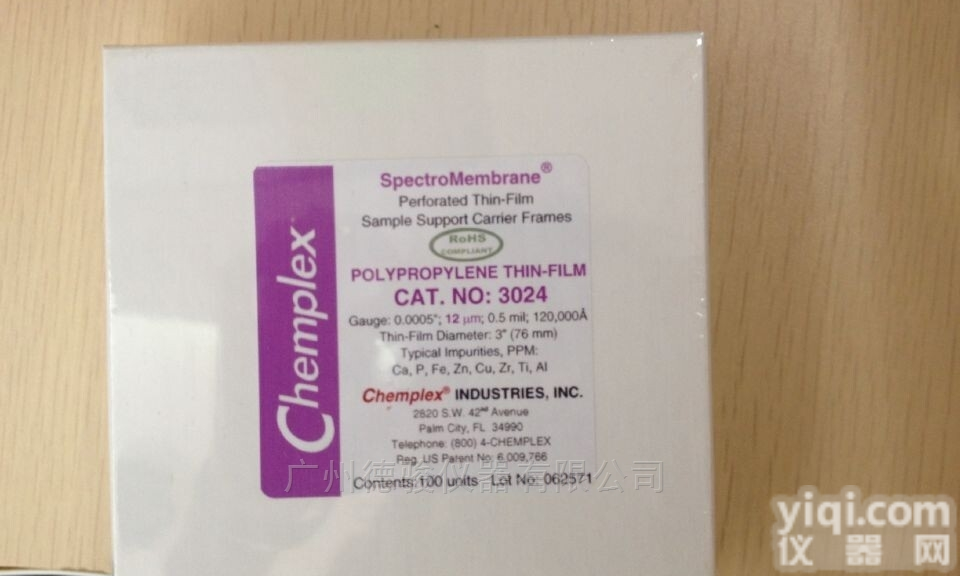 Chemplex™
SpectroMembrane®
Perforated Thin-Film
Sample Support Carrier Frames
RoHS
COMPLIANT
POLYPROPYLENE THIN-FILM
CAT. NO: 3024
Gauge: 0.0005"; 12 µm; 0.5 mil; 120,000Å
Thin-Film Diameter: 3" (76 mm)
Typical Impurities, PPM:
Ca, P, Fe, Zn, Cu, Zr, Ti, Al
Chemplex® INDUSTRIES, INC.
2820 S.W. 42nd Avenue
Palm City, FL 34990
Telephone: (800) 4-CHEMPLEX
Reg. US Patent No. 6,009,766
Contents: 100 units Lot No: 062571
广州德骏仪器有限公司
yiqi.com
仪器网